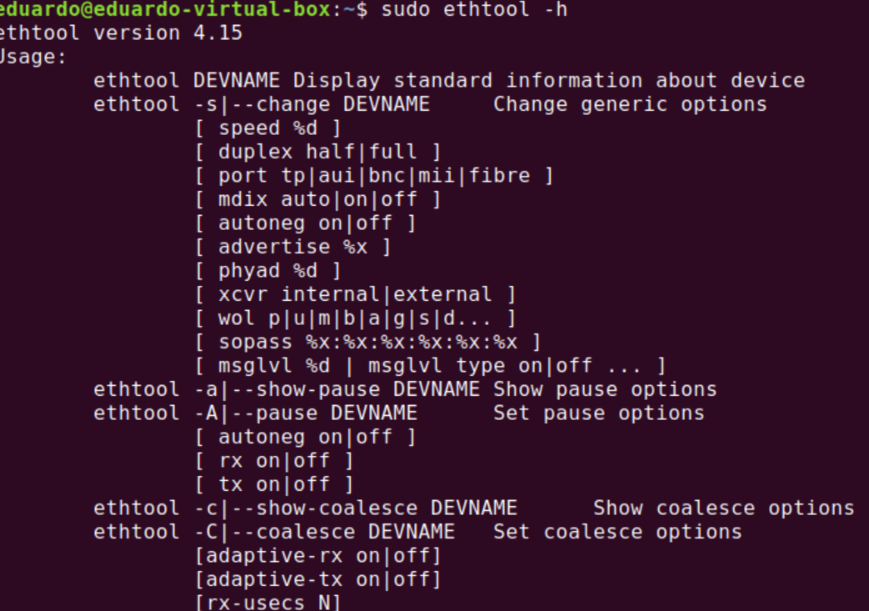 eduardo@eduardo-virtual-box:~$ sudo ethtool -h
ethtool version 4.15
Usage:
        ethtool DEVNAME Display standard information about device
        ethtool -s|--change DEVNAME     Change generic options
                [ speed %d ]
                [ duplex half|full ]
                [ port tp|aui|bnc|mii|fibre ]
                [ mdix auto|on|off ]
                [ autoneg on|off ]
                [ advertise %x ]
                [ phyad %d ]
                [ xcvr internal|external ]
                [ wol p|u|m|b|a|g|s|d... ]
                [ sopass %x:%x:%x:%x:%x:%x ]
                [ msglvl %d | msglvl type on|off ... ]
        ethtool -a|--show-pause DEVNAME Show pause options
        ethtool -A|--pause DEVNAME      Set pause options
                [ autoneg on|off ]
                [ rx on|off ]
                [ tx on|off ]
        ethtool -c|--show-coalesce DEVNAME      Show coalesce options
        ethtool -C|--coalesce DEVNAME   Set coalesce options
                [adaptive-rx on|off]
                [adaptive-tx on|off]
                [rx-usecs N]